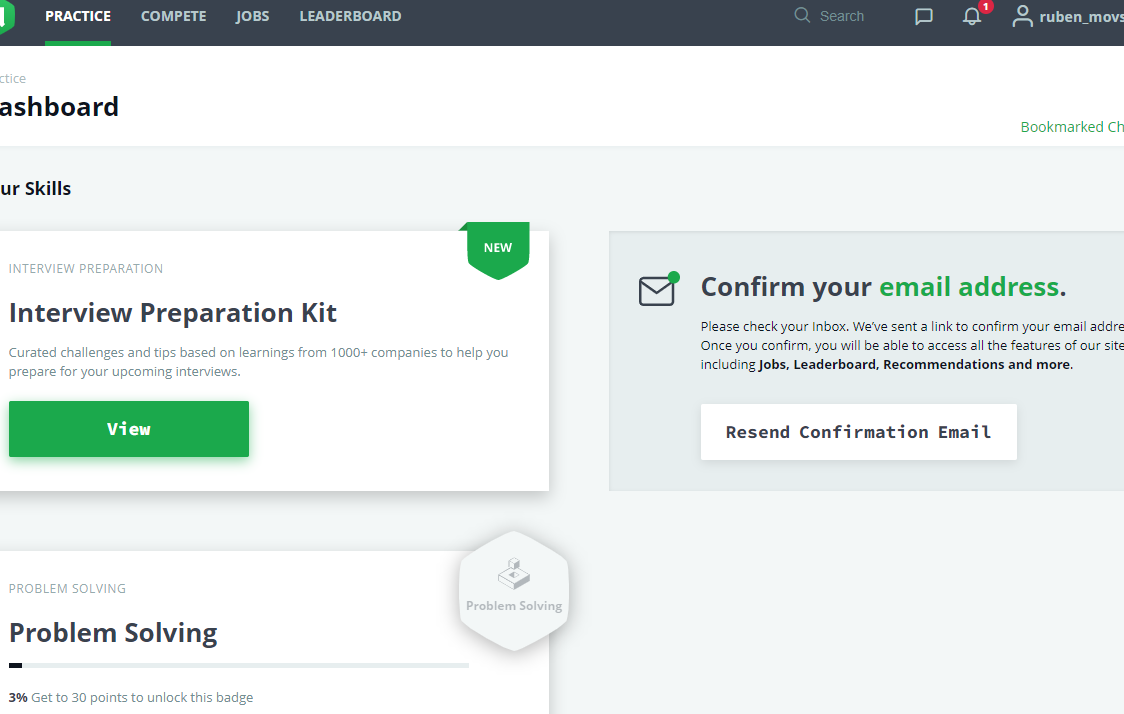 PRACTICE COMPETE JOBS LEADERBOARD Search 1 ruben_movs
ctice
ashboard
Bookmarked Ch
ur Skills
NEW
INTERVIEW PREPARATION
Interview Preparation Kit
Curated challenges and tips based on learnings from 1000+ companies to help you
prepare for your upcoming interviews.
View
Confirm your email address.
Please check your Inbox. We've sent a link to confirm your email addre
Once you confirm, you will be able to access all the features of our site
including Jobs, Leaderboard, Recommendations and more.
Resend Confirmation Email
Problem Solving
PROBLEM SOLVING
Problem Solving
3% Get to 30 points to unlock this badge